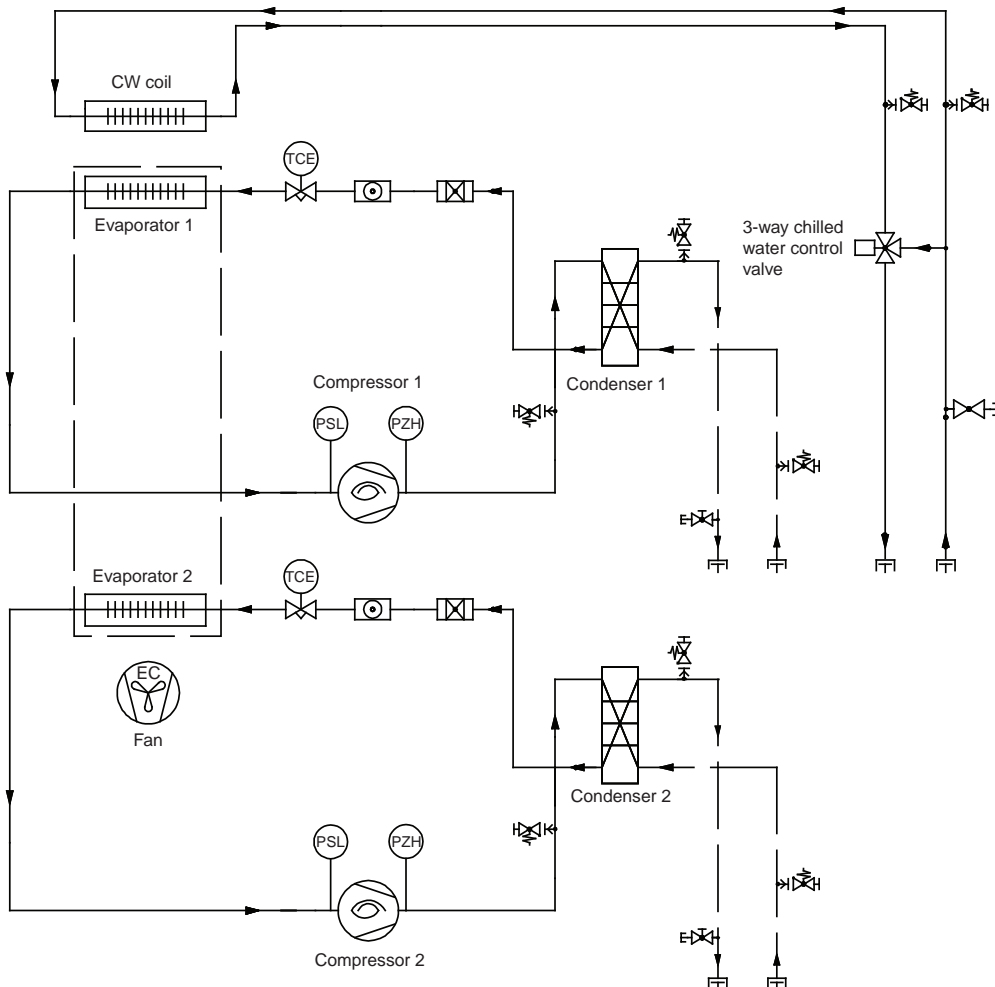 CW coil
TCE
Evaporator 1
3-way chilled
water control
valve
Compressor 1
Condenser 1
PSL
PZH
Evaporator 2
TCE
EC
Fan
Condenser 2
PSL
PZH
Compressor 2